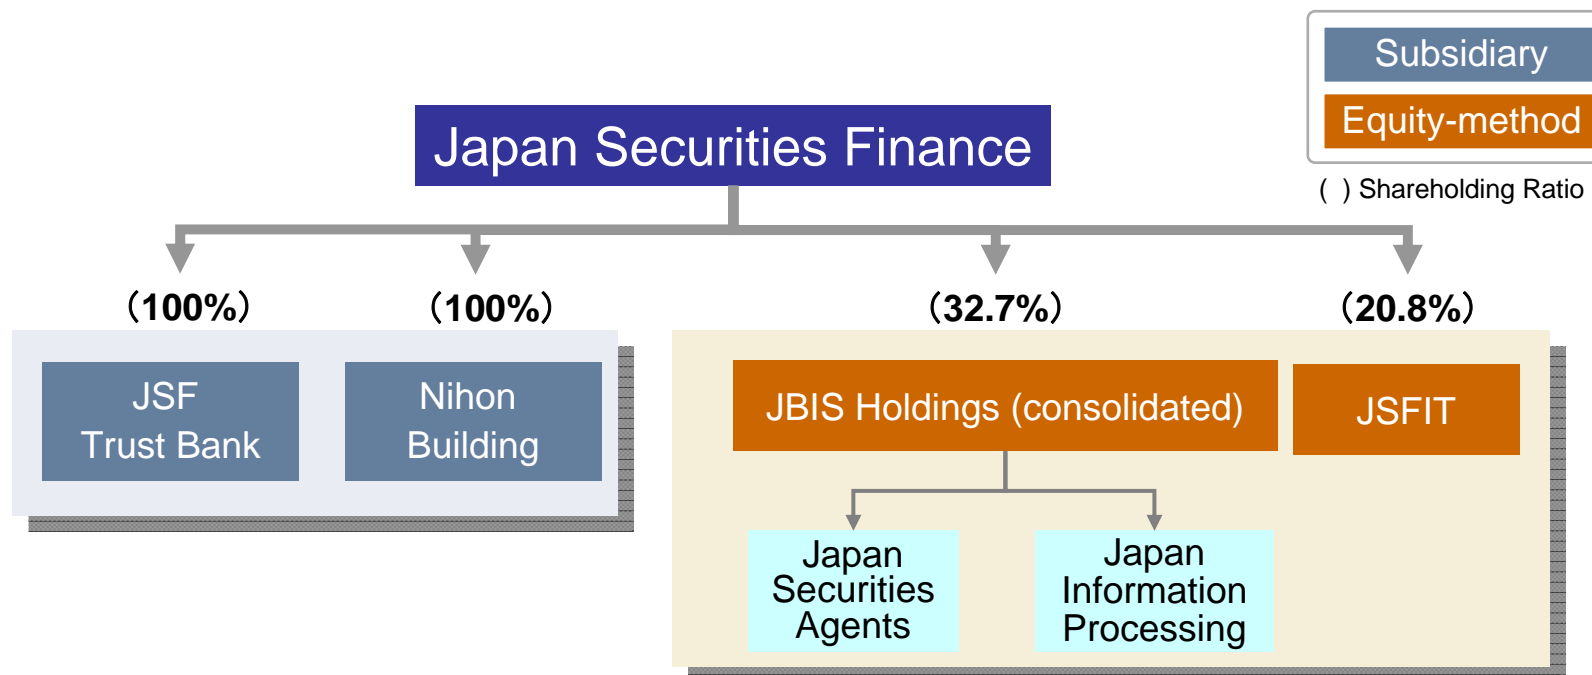 Subsidiary
Equity-method
( ) Shareholding Ratio
Japan Securities Finance
(100%)
(100%)
(32.7%)
(20.8%)
JSF
Trust Bank
Nihon
Building
JBIS Holdings (consolidated)
JSFIT
Japan
Securities
Agents
Japan
Information
Processing